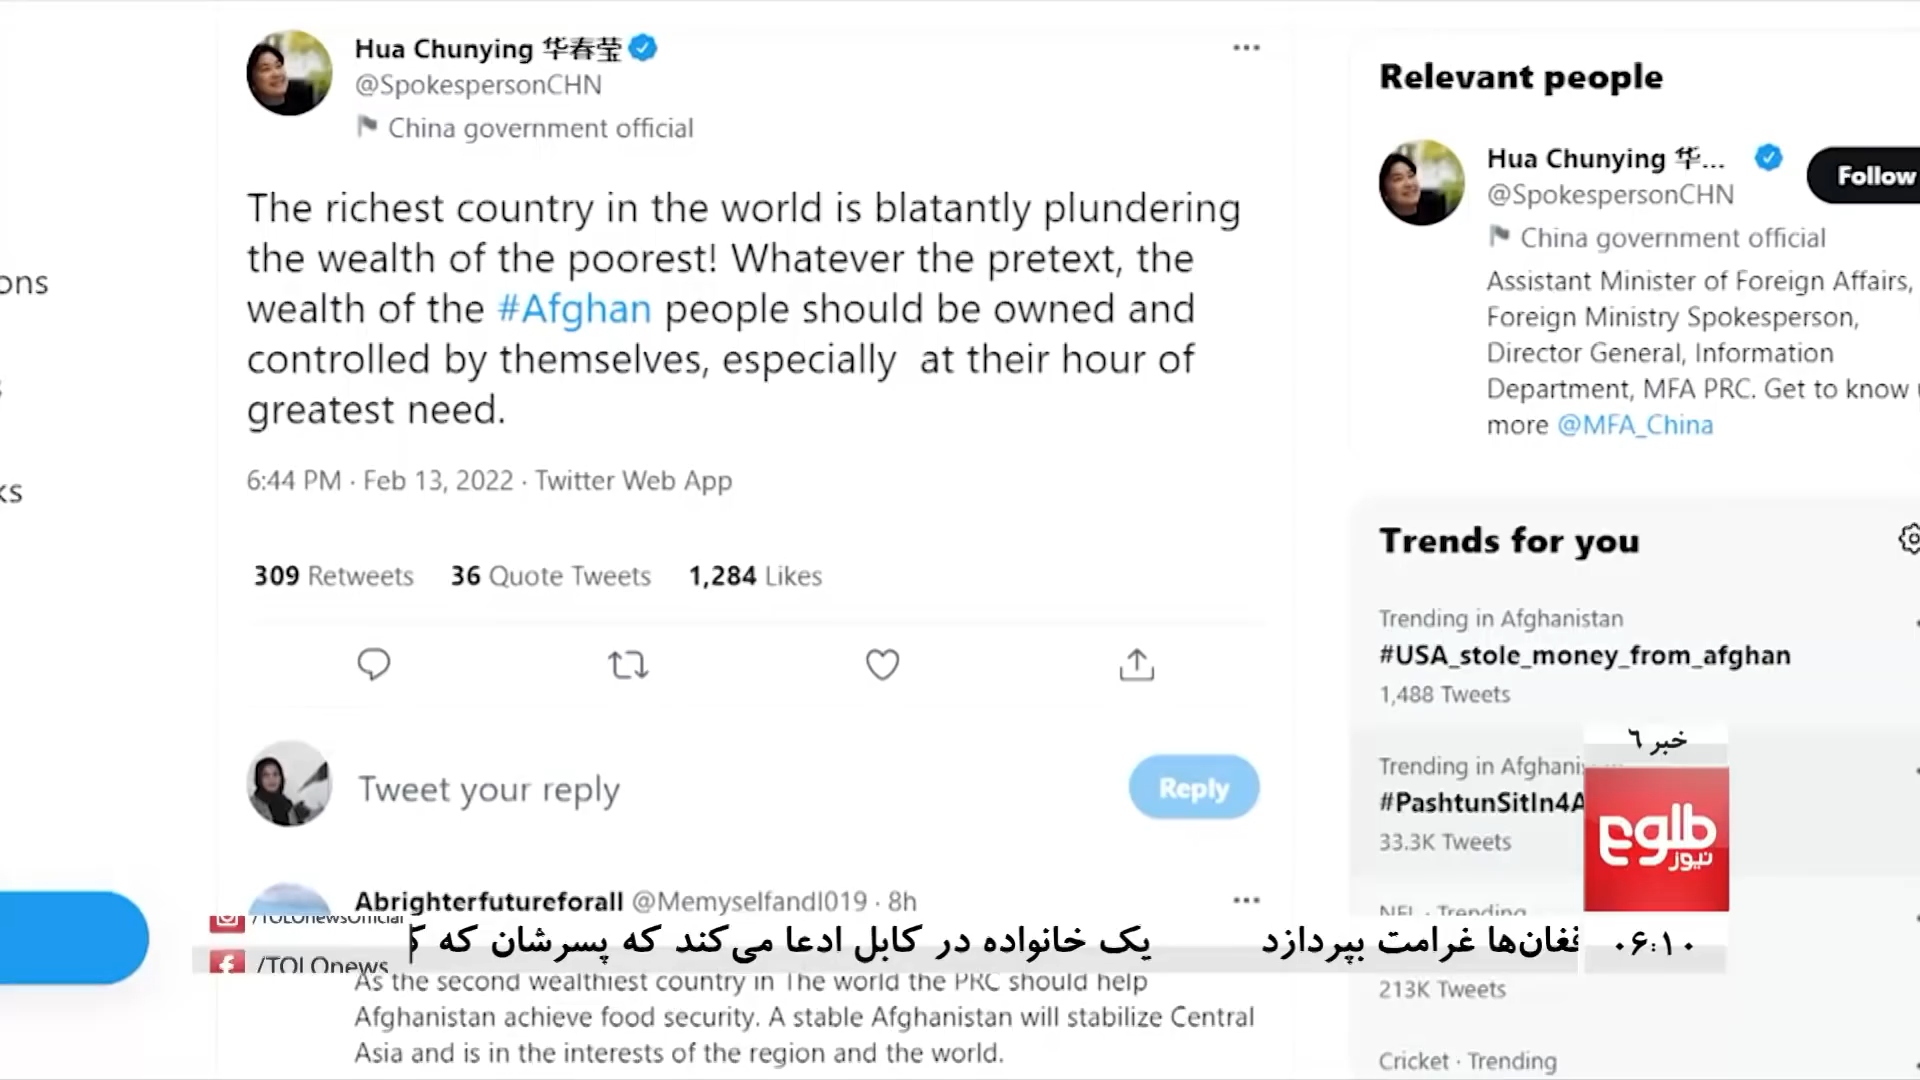 Hua Chunying 华春莹
@SpokespersonCHN
China government official
The richest country in the world is blatantly plundering
the wealth of the poorest! Whatever the pretext, the
wealth of the #Afghan people should be owned and
controlled by themselves, especially at their hour of
greatest need.
6:44 PM · Feb 13, 2022 · Twitter Web App
309 Retweets 36 Quote Tweets 1,284 Likes
Tweet your reply
Reply
Abrighterfutureforall @MemyselfandI019 · 8h
As the second wealthiest country in The world the PRC should help
Afghanistan achieve food security. A stable Afghanistan will stabilize Central
Asia and is in the interests of the region and the world.
ons
ks
Relevant people
Hua Chunying 华...
@SpokespersonCHN
Follow
China government official
Assistant Minister of Foreign Affairs,
Foreign Ministry Spokesperson,
Director General, Information
Department, MFA PRC. Get to know
more @MFA_China
Trends for you
Trending in Afghanistan
#USA_stole_money_from_afghan
1,488 Tweets
Trending in Afghani
#PashtunSitIn4A
33.3K Tweets
NFL · Trending
213K Tweets
Cricket · Trending
خبر ٦
طلوع
نیوز
۰۶:۱۰
/TOLOnewsOfficial
/TOLOnews
فغان‌ها غرامت بپردازد
یک خانواده در کابل ادعا می‌کند که پسرشان که